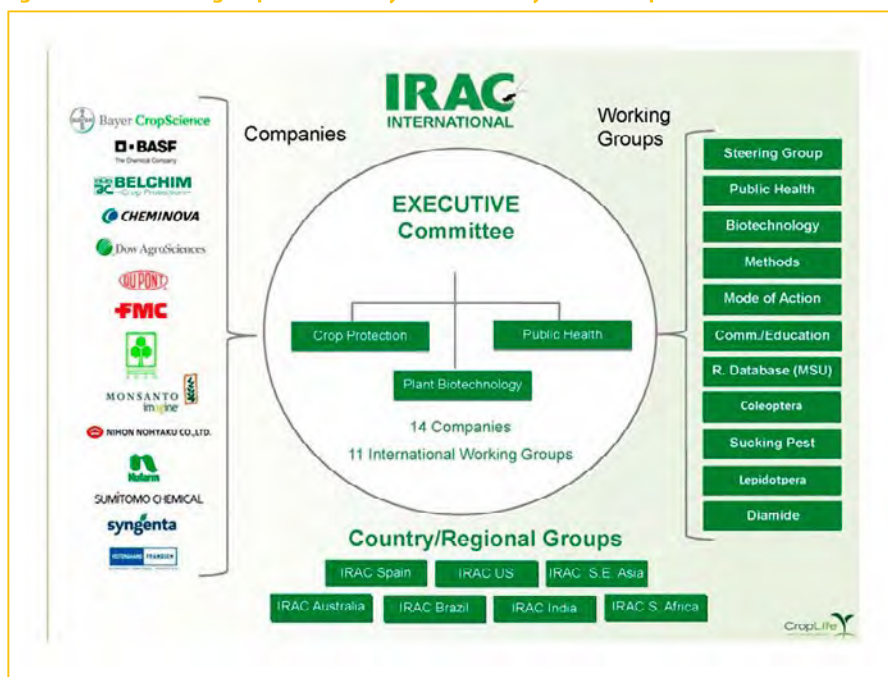 IRAC
INTERNATIONAL
Companies
Working
Groups
Bayer CropScience
BASF
The Chemical Company
BELCHIM
Crop Protection
CHEMINOVA
Dow AgroSciences
DUPONT
FMC
MONSANTO
imagine
NIHON NOHYAKU CO.,LTD.
Nufarm
SUMITOMO CHEMICAL
syngenta
VESTERGAARD FRANDSEN
EXECUTIVE
Committee
Crop Protection
Public Health
Plant Biotechnology
14 Companies
11 International Working Groups
Steering Group
Public Health
Biotechnology
Methods
Mode of Action
Comm./Education
R. Database (MSU)
Coleoptera
Sucking Pest
Lepidotpera
Diamide
Country/Regional Groups
IRAC Spain
IRAC US
IRAC S.E. Asia
IRAC Australia
IRAC Brazil
IRAC India
IRAC S. Africa
CropLife